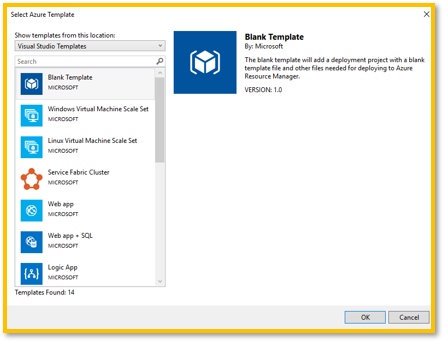 Select Azure Template
Show templates from this location:
Visual Studio Templates
Search
Blank Template
MICROSOFT
Windows Virtual Machine Scale Set
MICROSOFT
Linux Virtual Machine Scale Set
MICROSOFT
Service Fabric Cluster
MICROSOFT
Web app
MICROSOFT
Web app + SQL
MICROSOFT
Logic App
MICROSOFT
Templates Found: 14
Blank Template
By: Microsoft
The blank template will add a deployment project with a blank
template file and other files needed for deploying to Azure
Resource Manager.
VERSION: 1.0
OK
Cancel